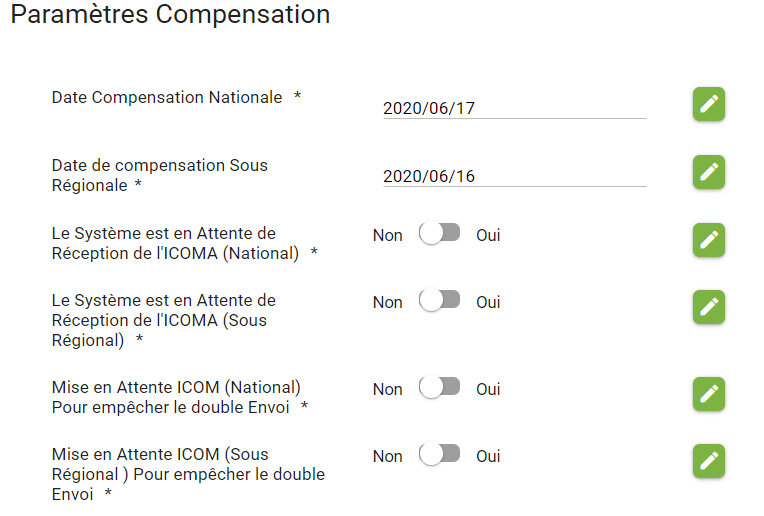 Paramètres Compensation
Date Compensation Nationale *
2020/06/17
Date de compensation Sous
Régionale *
2020/06/16
Le Système est en Attente de
Réception de l'ICOMA (National) *
Non Oui
Le Système est en Attente de
Réception de l'ICOMA (Sous
Régional) *
Non Oui
Mise en Attente ICOM (National)
Pour empêcher le double Envoi *
Non Oui
Mise en Attente ICOM (Sous
Régional ) Pour empêcher le double
Envoi *
Non Oui